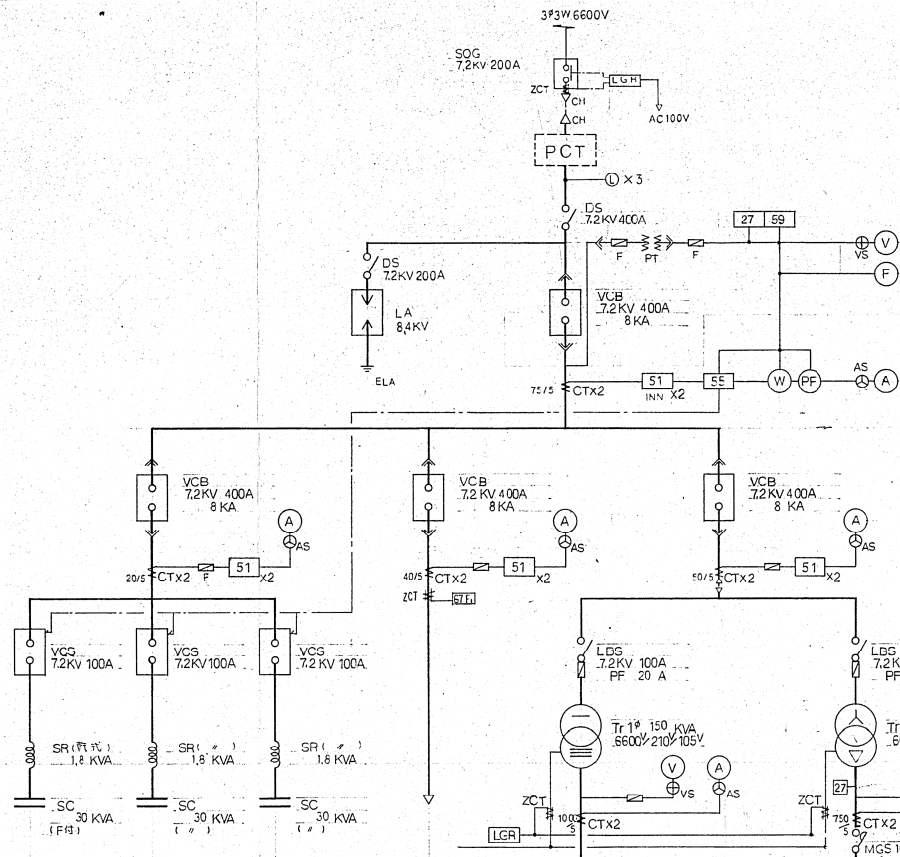 3φ3W 6600V
SOG
7.2KV 200A
LGR
ZCT
CH
CH
AC100V
PCT
L ×3
DS
7.2KV 400A
27 59
F PT F
VS V
F
DS
7.2KV 200A
LA
8.4KV
ELA
VCB
7.2KV 400A
8KA
75/5 CT×2
51
INN ×2
55
W PF
AS
A
VCB
7.2KV 400A
8KA
VCB
7.2KV 400A
8KA
VCB
7.2KV 400A
8KA
A
AS
A
AS
A
AS
20/5 CT×2
F
51
×2
40/5 CT×2
51
×2
50/5 CT×2
51
×2
ZCT
VCS
7.2KV 100A
VCS
7.2KV 100A
VCS
7.2KV 100A
LBS
7.2KV 100A
PF 20A
LBS
7.2K
PF
Tr 1φ 150 KVA
6600V/210V-105V
Tr
SR(乾式)
1.8 KVA
SR(〃)
1.8 KVA
SR(〃)
1.8 KVA
SC
30 KVA
(F付)
SC
30 KVA
(〃)
SC
30 KVA
(〃)
V
VS
A
AS
27
ZCT
LGR
CT×2
ZCT
750/5
CT×2
MGS